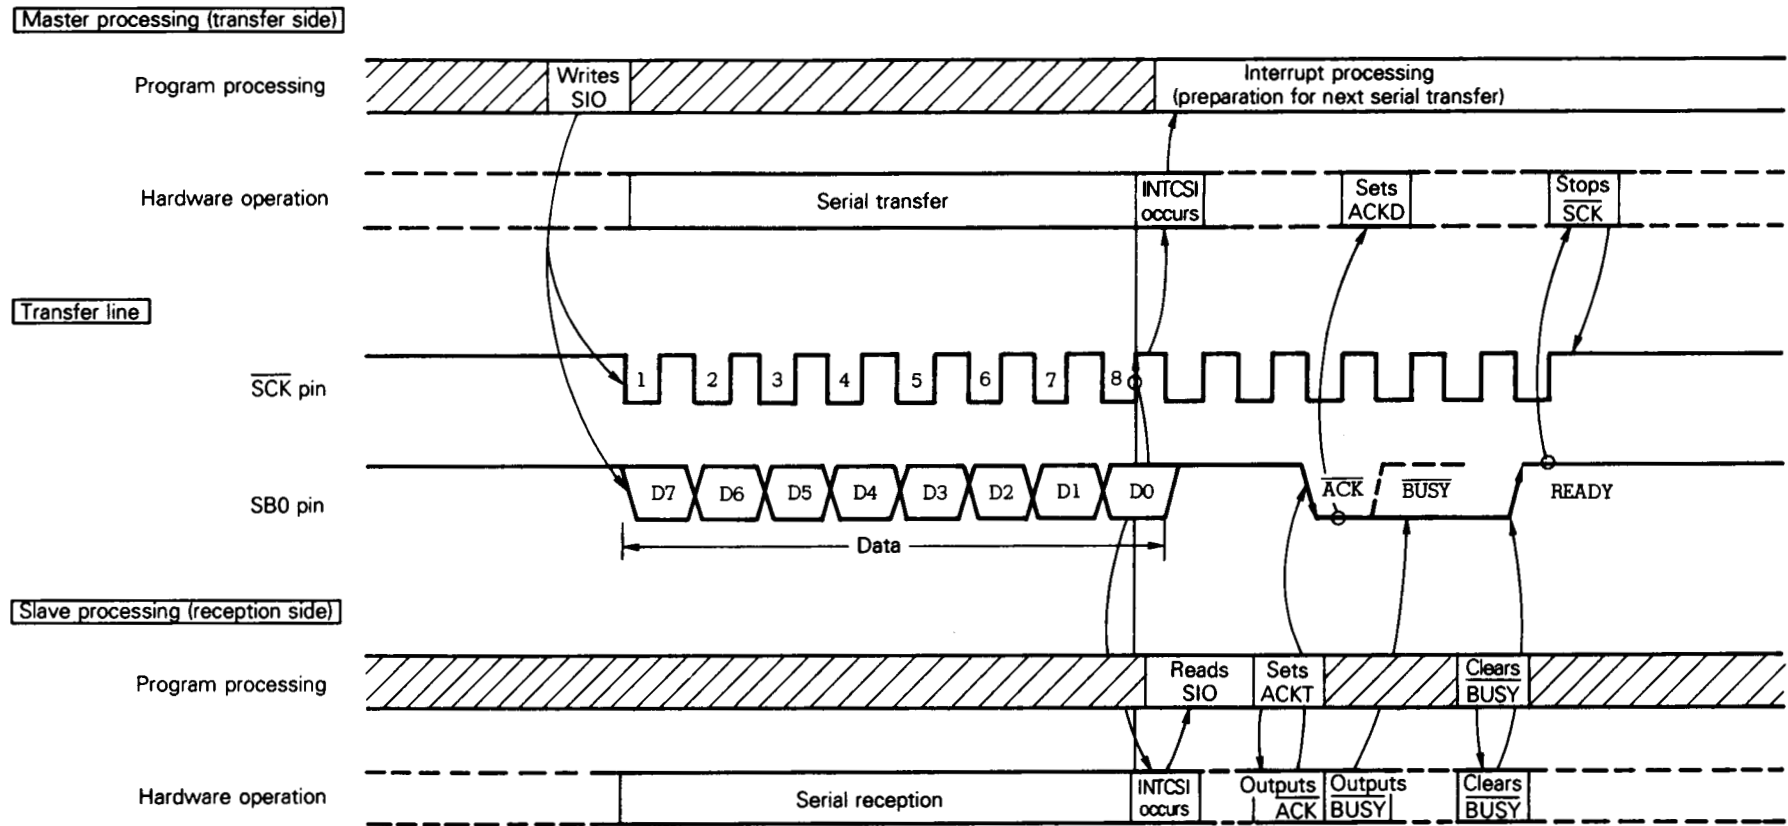 Master processing (transfer side)
Program processing
Writes
SIO
Interrupt processing
(preparation for next serial transfer)
Hardware operation
Serial transfer
INTCSI
occurs
Sets
ACKD
Stops
SCK
Transfer line
SCK pin
1 2 3 4 5 6 7 8
SB0 pin
D7 D6 D5 D4 D3 D2 D1 D0
ACK BUSY READY
Data
Slave processing (reception side)
Program processing
Reads
SIO
Sets
ACKT
Clears
BUSY
Hardware operation
Serial reception
INTCSI
occurs
Outputs
ACK
Outputs
BUSY
Clears
BUSY